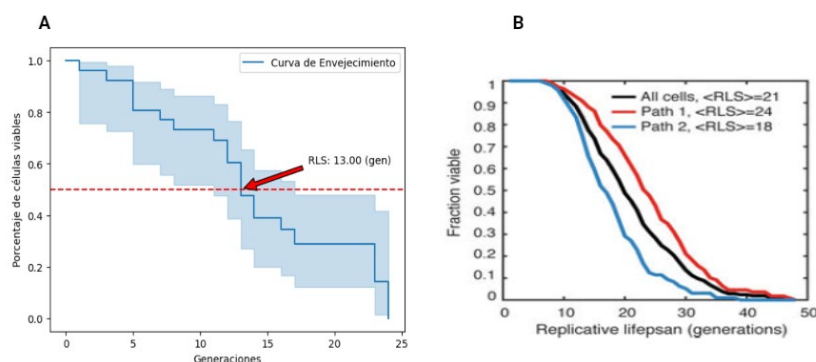 A
Curva de Envejecimiento
RLS: 13.00 (gen)
Porcentaje de células viables
1.0
0.8
0.6
0.4
0.2
0.0
0
5
10
15
20
25
Generaciones
B
All cells, <RLS>=21
Path 1, <RLS>=24
Path 2, <RLS>=18
Fraction viable
1
0.9
0.8
0.7
0.6
0.5
0.4
0.3
0.2
0.1
0
0
10
20
30
40
50
Replicative lifepsan (generations)